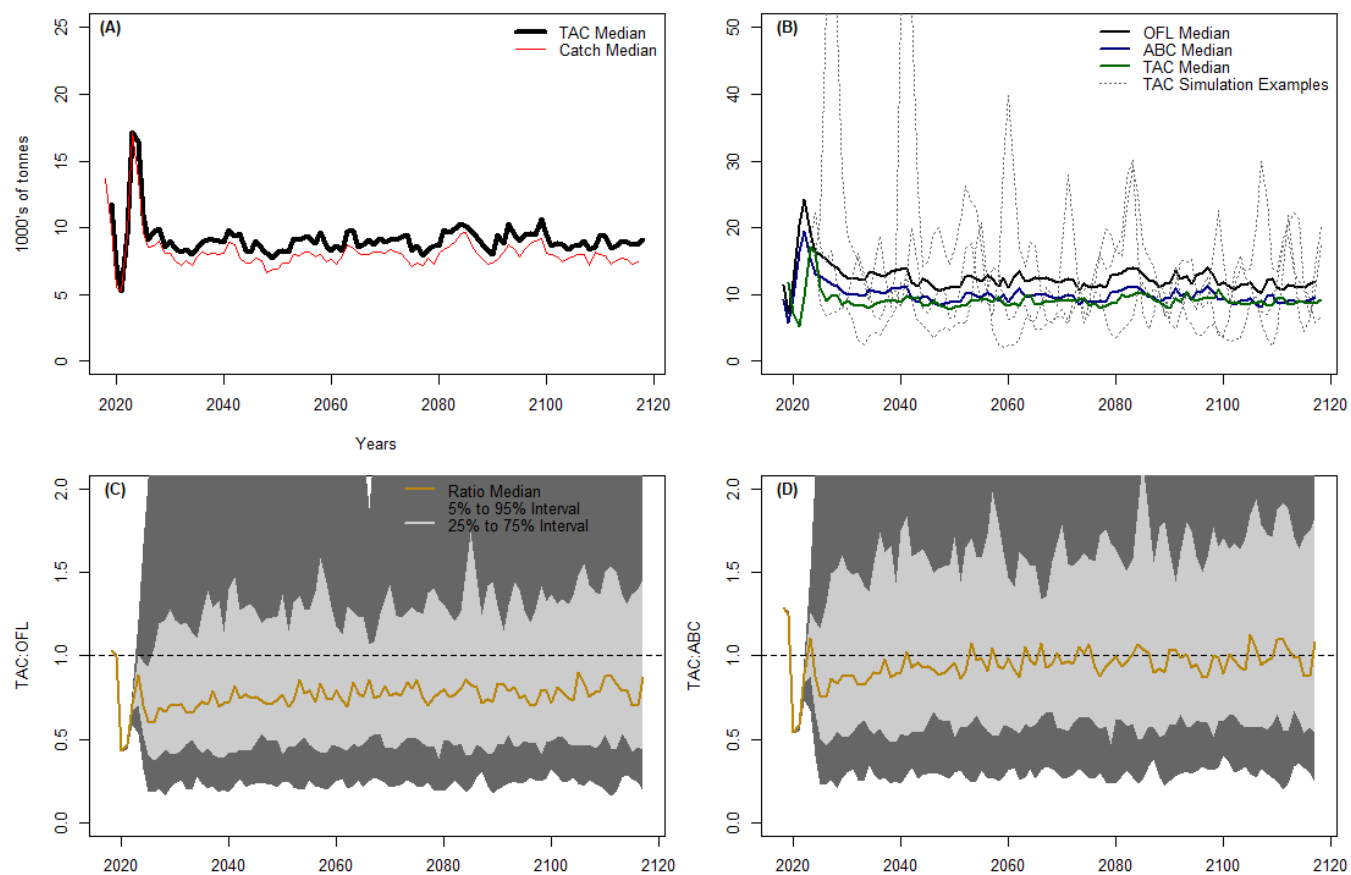 (A)
TAC Median
Catch Median
25
20
15
10
5
0
1000's of tonnes
2020 2040 2060 2080 2100 2120
Years
(B)
OFL Median
ABC Median
TAC Median
TAC Simulation Examples
50
40
30
20
10
0
2020 2040 2060 2080 2100 2120
(C)
Ratio Median
5% to 95% Interval
25% to 75% Interval
2.0
1.5
1.0
0.5
0.0
TAC:OFL
2020 2040 2060 2080 2100 2120
(D)
2.0
1.5
1.0
0.5
0.0
TAC:ABC
2020 2040 2060 2080 2100 2120